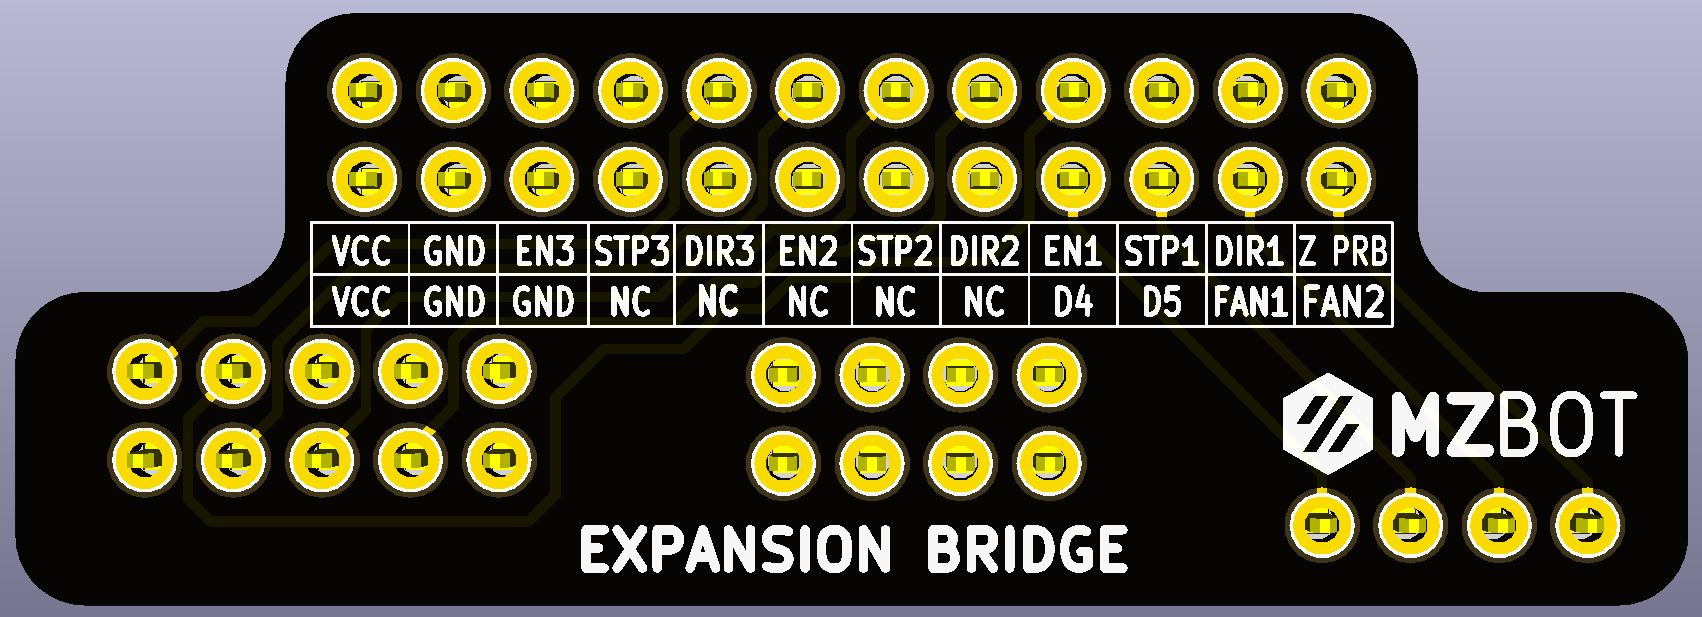 VCC GND EN3 STP3 DIR3 EN2 STP2 DIR2 EN1 STP1 DIR1 Z PRB
VCC GND GND NC NC NC NC NC D4 D5 FAN1 FAN2
MZBOT
EXPANSION BRIDGE